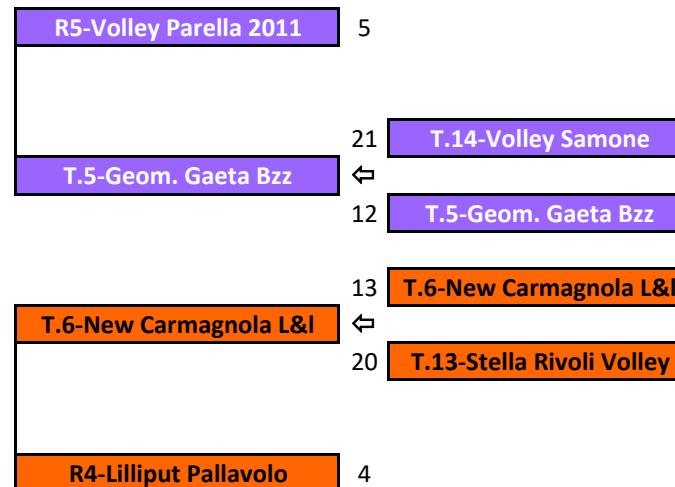 R5-Volley Parella 2011 5
21 T.14-Volley Samone
T.5-Geom. Gaeta Bzz ⇦
12 T.5-Geom. Gaeta Bzz
13 T.6-New Carmagnola L&l
T.6-New Carmagnola L&l ⇦
20 T.13-Stella Rivoli Volley
R4-Lilliput Pallavolo 4